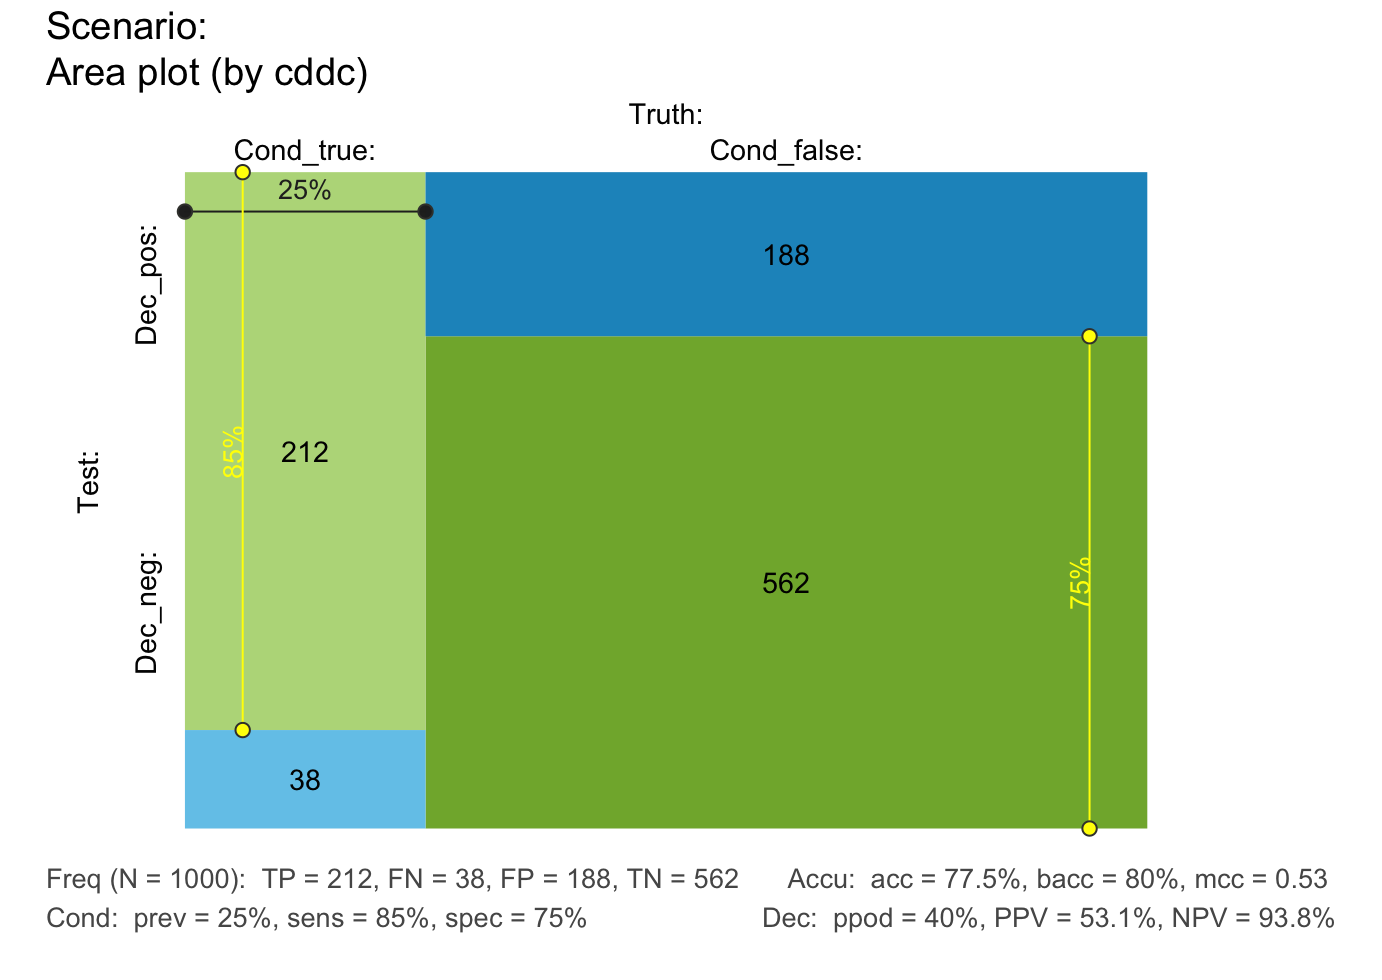 Scenario:
Area plot (by cddc)
Truth:
Cond_true:
Cond_false:
25%
Dec_pos:
188
85%
212
Test:
Dec_neg:
562
75%
38
Freq (N = 1000):  TP = 212, FN = 38, FP = 188, TN = 562
Accu:  acc = 77.5%, bacc = 80%, mcc = 0.53
Cond:  prev = 25%, sens = 85%, spec = 75%
Dec:  ppod = 40%, PPV = 53.1%, NPV = 93.8%